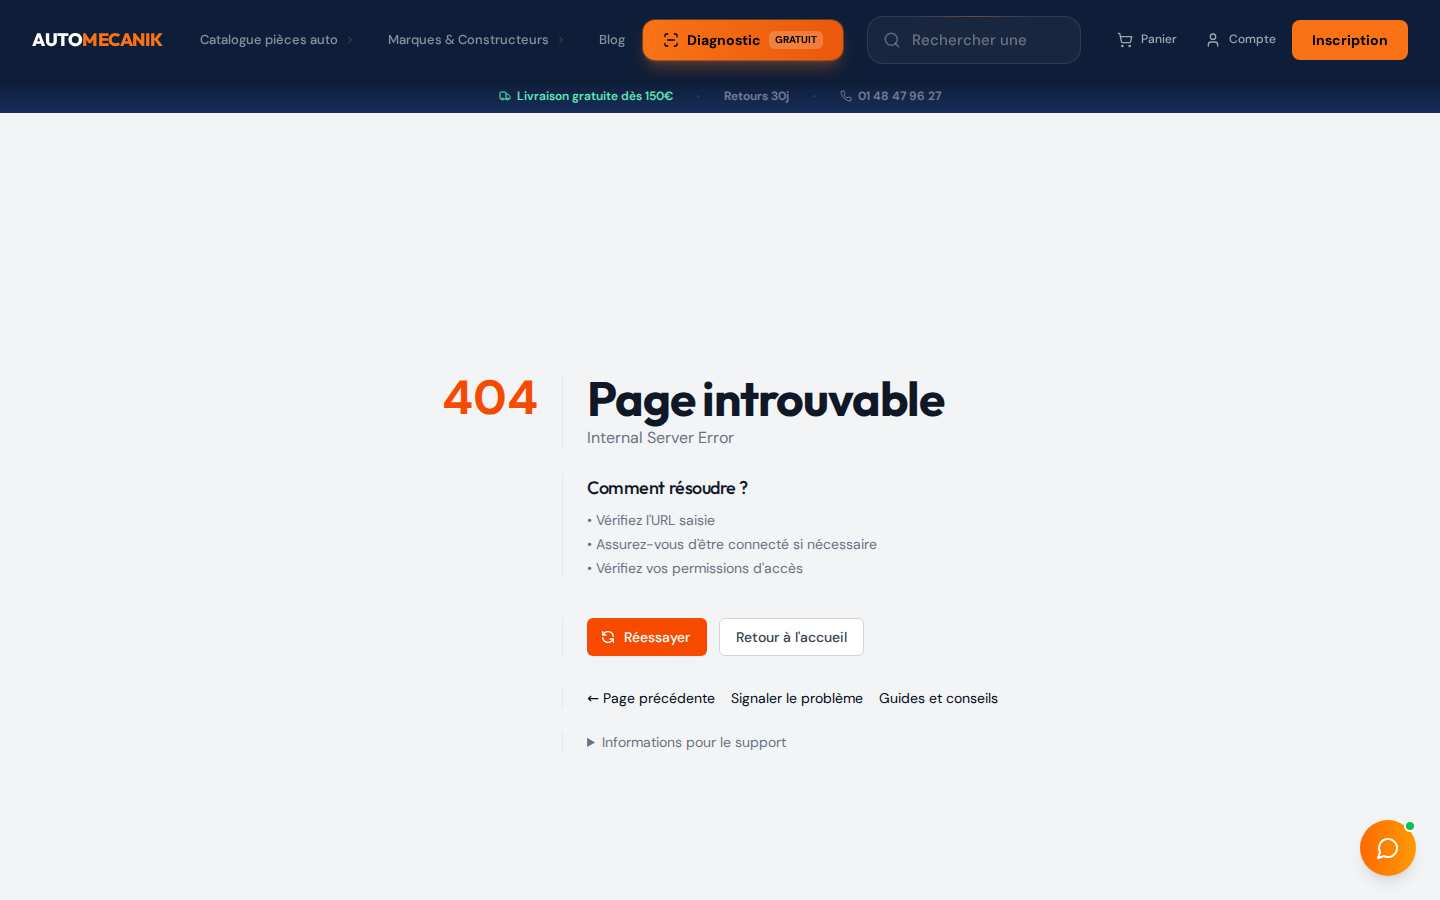 AUTOMECANIK Catalogue pièces auto Marques & Constructeurs Blog Diagnostic GRATUIT Rechercher une Panier Compte Inscription
Livraison gratuite dès 150€ · Retours 30j · 01 48 47 96 27
404 Page introuvable
Internal Server Error
Comment résoudre ?
• Vérifiez l'URL saisie
• Assurez-vous d'être connecté si nécessaire
• Vérifiez vos permissions d'accès
Réessayer Retour à l'accueil
← Page précédente Signaler le problème Guides et conseils
Informations pour le support